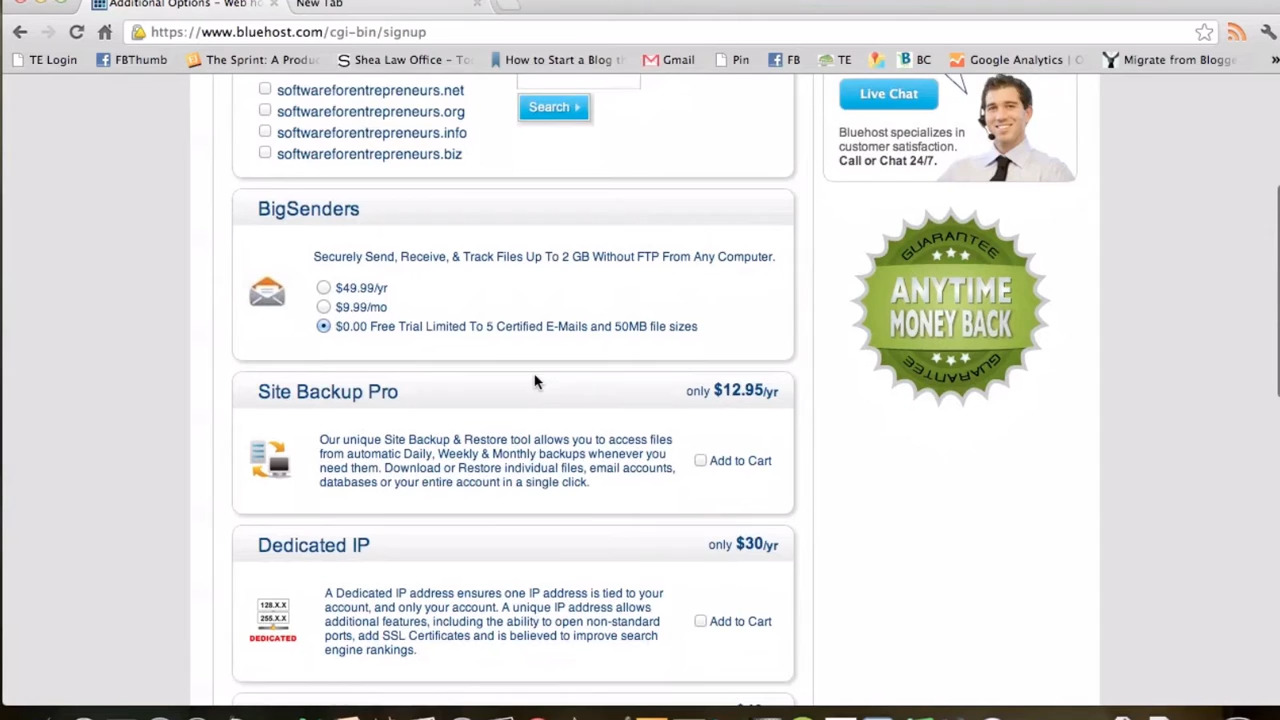 Additional Options - Web ho
New Tab
https://www.bluehost.com/cgi-bin/signup
TE Login
FBThumb
The Sprint: A Produc
Shea Law Office - To
How to Start a Blog th
Gmail
Pin
FB
TE
BC
Google Analytics | O
Migrate from Blogge
»
softwareforentrepreneurs.net
softwareforentrepreneurs.org
softwareforentrepreneurs.info
softwareforentrepreneurs.biz
Search
Live Chat
Bluehost specializes in
customer satisfaction.
Call or Chat 24/7.
BigSenders
Securely Send, Receive, & Track Files Up To 2 GB Without FTP From Any Computer.
$49.99/yr
$9.99/mo
$0.00 Free Trial Limited To 5 Certified E-Mails and 50MB file sizes
GUARANTEE
ANYTIME
MONEY BACK
GUARANTEE
Site Backup Pro
only $12.95/yr
Our unique Site Backup & Restore tool allows you to access files
from automatic Daily, Weekly & Monthly backups whenever you
need them. Download or Restore individual files, email accounts,
databases or your entire account in a single click.
Add to Cart
Dedicated IP
only $30/yr
128.X.X
255.X.X
DEDICATED
A Dedicated IP address ensures one IP address is tied to your
account, and only your account. A unique IP address allows
additional features, including the ability to open non-standard
ports, add SSL Certificates and is believed to improve search
engine rankings.
Add to Cart